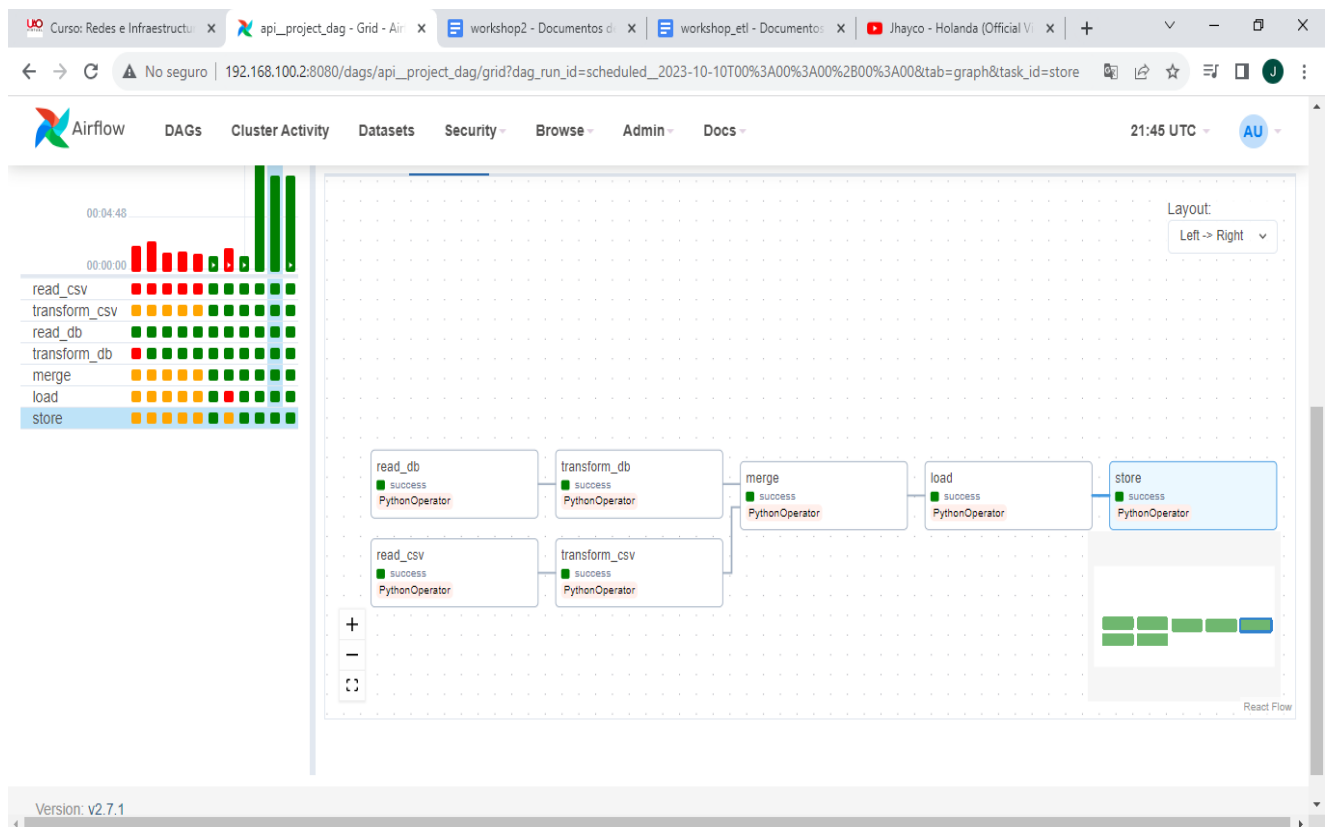 Curso: Redes e Infraestructu
api__project_dag - Grid - Air
workshop2 - Documentos d
workshop_etl - Documentos
Jhayco - Holanda (Official Vi
No seguro
192.168.100.2:8080/dags/api__project_dag/grid?dag_run_id=scheduled__2023-10-10T00%3A00%3A00%2B00%3A00&tab=graph&task_id=store
J
Airflow
DAGs
Cluster Activity
Datasets
Security
Browse
Admin
Docs
21:45 UTC
AU
00:04:48
00:00:00
read_csv
transform_csv
read_db
transform_db
merge
load
store
Layout:
Left -> Right
read_db
success
PythonOperator
transform_db
success
PythonOperator
merge
success
PythonOperator
load
success
PythonOperator
store
success
PythonOperator
read_csv
success
PythonOperator
transform_csv
success
PythonOperator
React Flow
Version: v2.7.1